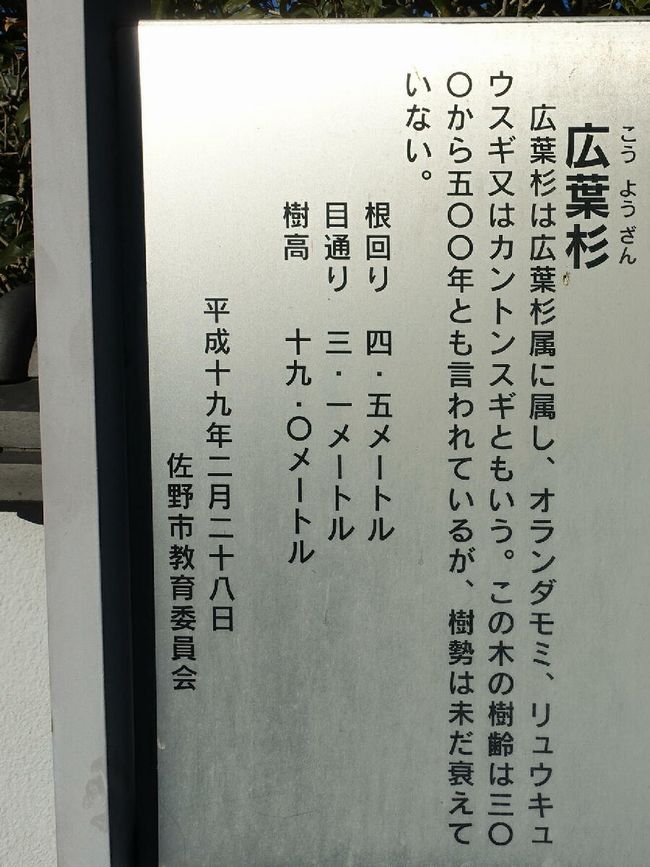 こうようざん
広葉杉
広葉杉は広葉杉属に属し、オランダモミ、リュウキュ
ウスギ又はカントンスギともいう。この木の樹齢は三〇
〇から五〇〇年とも言われているが、樹勢は未だ衰えて
いない。
根回り 四・五メートル
目通り 三・一メートル
樹高 十九・〇メートル
平成十九年二月二十八日
佐野市教育委員会